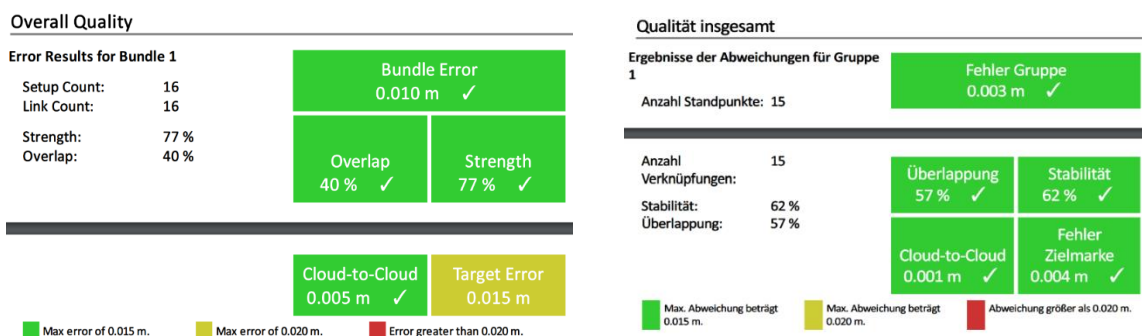 Overall Quality
Error Results for Bundle 1
Setup Count: 16
Link Count: 16
Strength: 77 %
Overlap: 40 %
Bundle Error
0.010 m ✓
Overlap
40 % ✓
Strength
77 % ✓
Cloud-to-Cloud
0.005 m ✓
Target Error
0.015 m
Max error of 0.015 m.
Max error of 0.020 m.
Error greater than 0.020 m.
Qualität insgesamt
Ergebnisse der Abweichungen für Gruppe
1
Anzahl Standpunkte: 15
Fehler Gruppe
0.003 m ✓
Anzahl 15
Verknüpfungen:
Stabilität: 62 %
Überlappung: 57 %
Überlappung
57 % ✓
Stabilität
62 % ✓
Cloud-to-Cloud
0.001 m ✓
Fehler
Zielmarke
0.004 m ✓
Max. Abweichung beträgt
0.015 m.
Max. Abweichung beträgt
0.020 m.
Abweichung größer als 0.020 m.